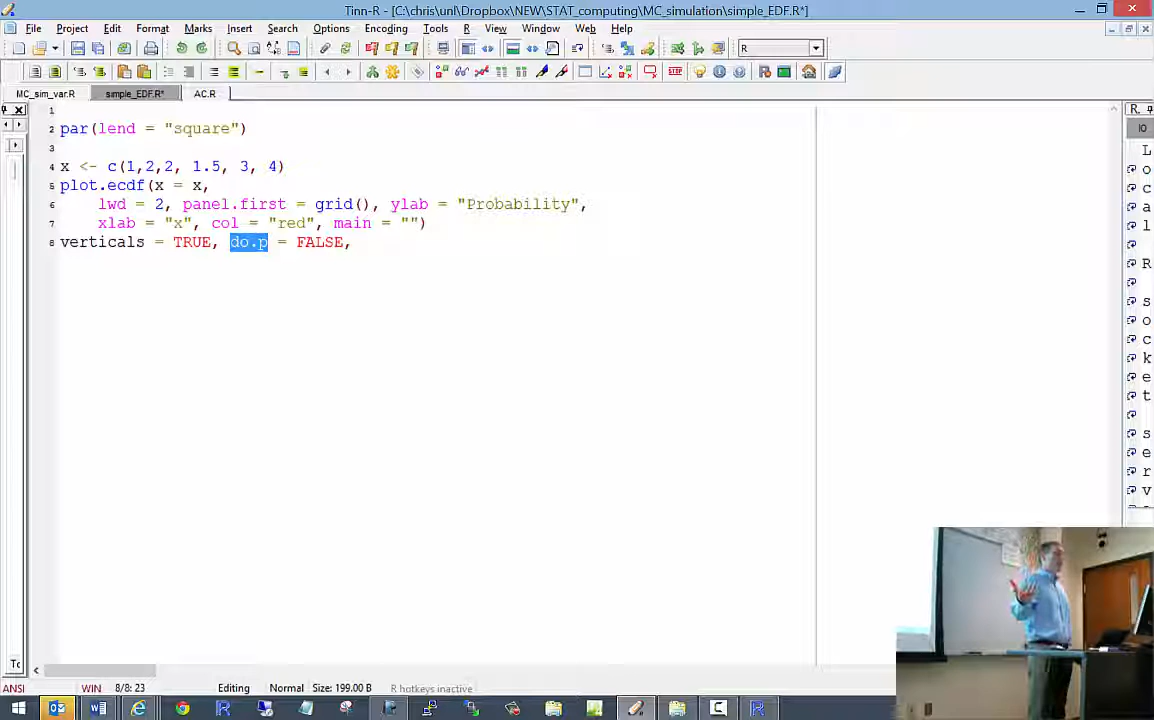 Tinn-R - [C:\chris\unl\Dropbox\NEW\STAT_computing\MC_simulation\simple_EDF.R*]
File Project Edit Format Marks Insert Search Options Encoding Tools R View Window Web Help
R
MC_sim_var.R simple_EDF.R* AC.R
R.
IO
1
2 par(lend = "square")
3
4 x <- c(1,2,2, 1.5, 3, 4)
5 plot.ecdf(x = x,
6 lwd = 2, panel.first = grid(), ylab = "Probability",
7 xlab = "x", col = "red", main = "")
8 verticals = TRUE, do.p = FALSE,
L
o
c
a
l
R
s
o
c
k
e
t
s
e
r
v
To
ANSI WIN 8/8: 23 Editing Normal Size: 199.00 B R hotkeys inactive